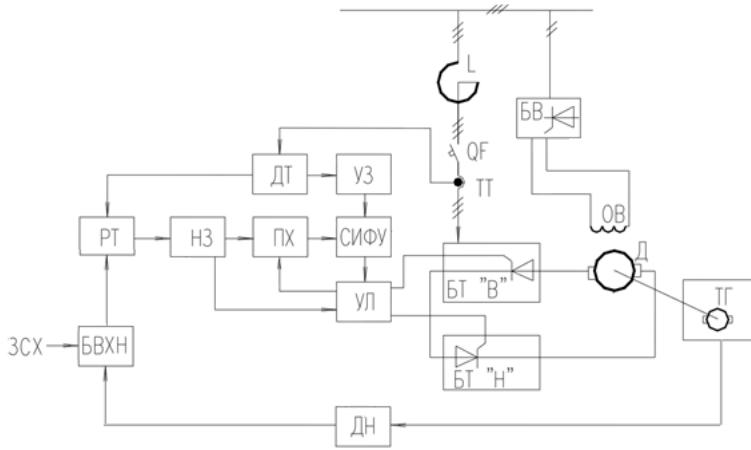 L
БВ
QF
ДТ
УЗ
ТТ
ОВ
РТ
НЗ
ПХ
СИФУ
Д
БТ "В"
УЛ
ТГ
ЗСХ
БВХН
БТ "Н"
ДН